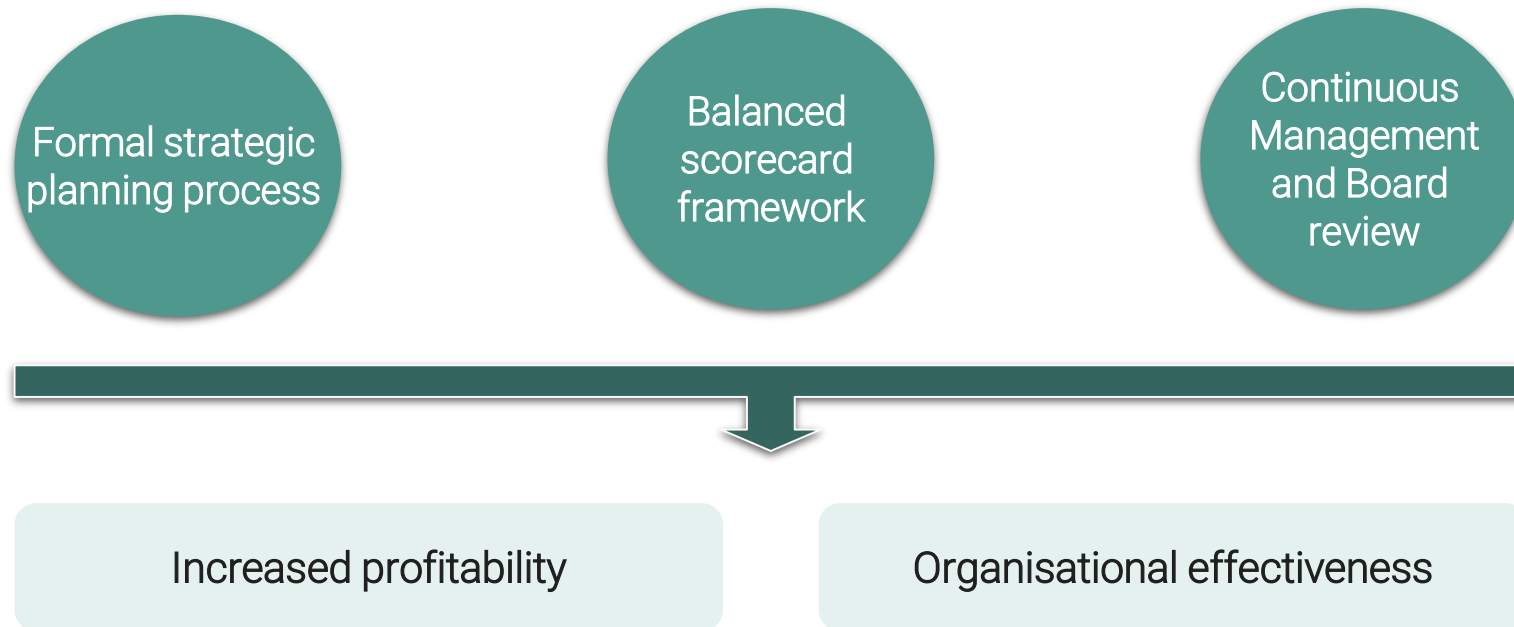 Formal strategic
planning process
Balanced
scorecard
framework
Continuous
Management
and Board
review
Increased profitability
Organisational effectiveness